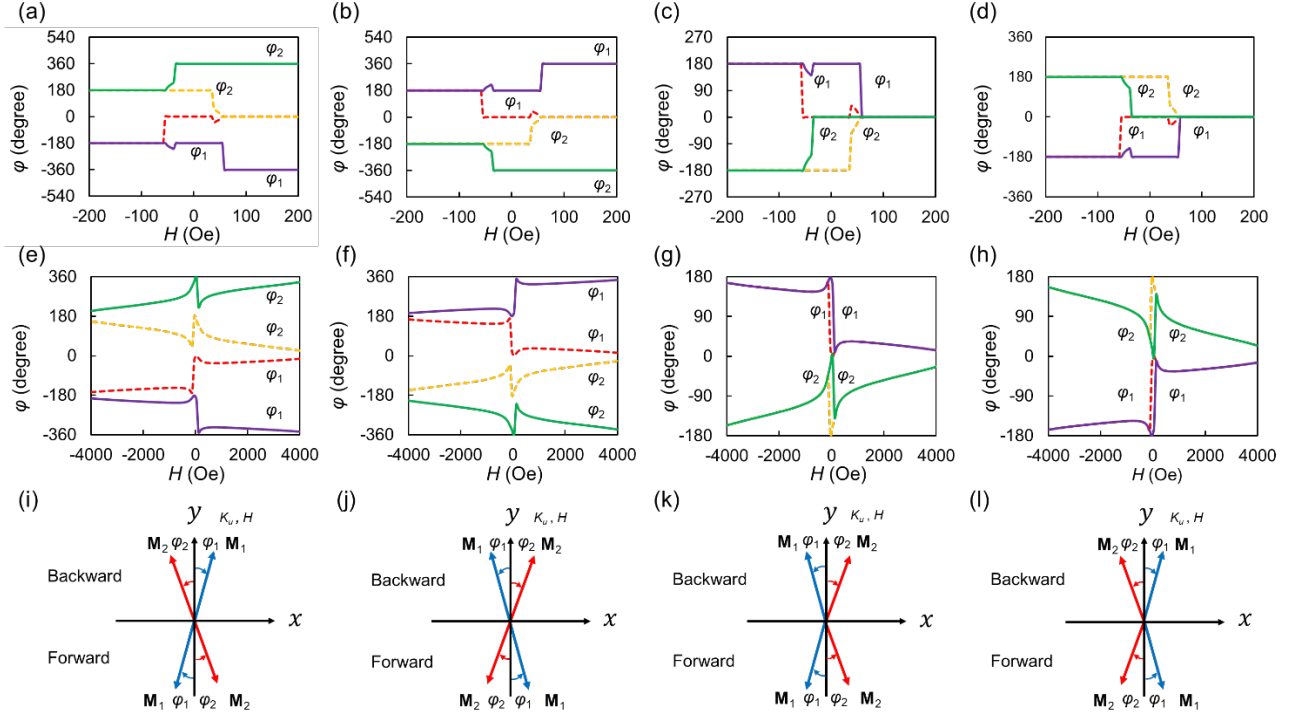 (a) (b) (c) (d)
540 540 270 360
360 φ2 360 φ1 180 270
180 φ2 180 φ1 90 φ1 φ1 180 φ2 φ2
φ (degree) 0 φ (degree) 0 φ (degree) 0 φ (degree) 90
-180 φ1 -180 φ2 -90 φ2 φ2 0
-360 φ1 -360 φ2 -180 -90 φ1 φ1
-540 -540 -270 -180
360
-200 -100 0 100 200 -200 -100 0 100 200 -200 -100 0 100 200 -200 -100 0 100 200
H (Oe) H (Oe) H (Oe) H (Oe)
(e) (f) (g) (h)
360 360 180 180
φ2 φ1
180 180 90 90
φ2 φ1 φ1 φ1 φ2 φ2
φ (degree) 0 φ (degree) 0 φ (degree) 0 φ (degree) 0
φ1 φ2 φ2 φ2 φ1 φ1
-180 -180 -90 -90
φ1 φ2
-360 -360 -180 -180
-4000 -2000 0 2000 4000 -4000 -2000 0 2000 4000 -4000 -2000 0 2000 4000 -4000 -2000 0 2000 4000
H (Oe) H (Oe) H (Oe) H (Oe)
(i) (j) (k) (l)
y Ku, H y Ku, H y Ku, H y Ku, H
M2 φ2 φ1 M1 M1 φ1 φ2 M2 M1 φ1 φ2 M2 M2 φ2 φ1 M1
Backward Backward Backward Backward
x x x x
Forward Forward Forward Forward
M1 φ1 φ2 M2 M2 φ2 φ1 M1 M1 φ1 φ2 M2 M2 φ2 φ1 M1